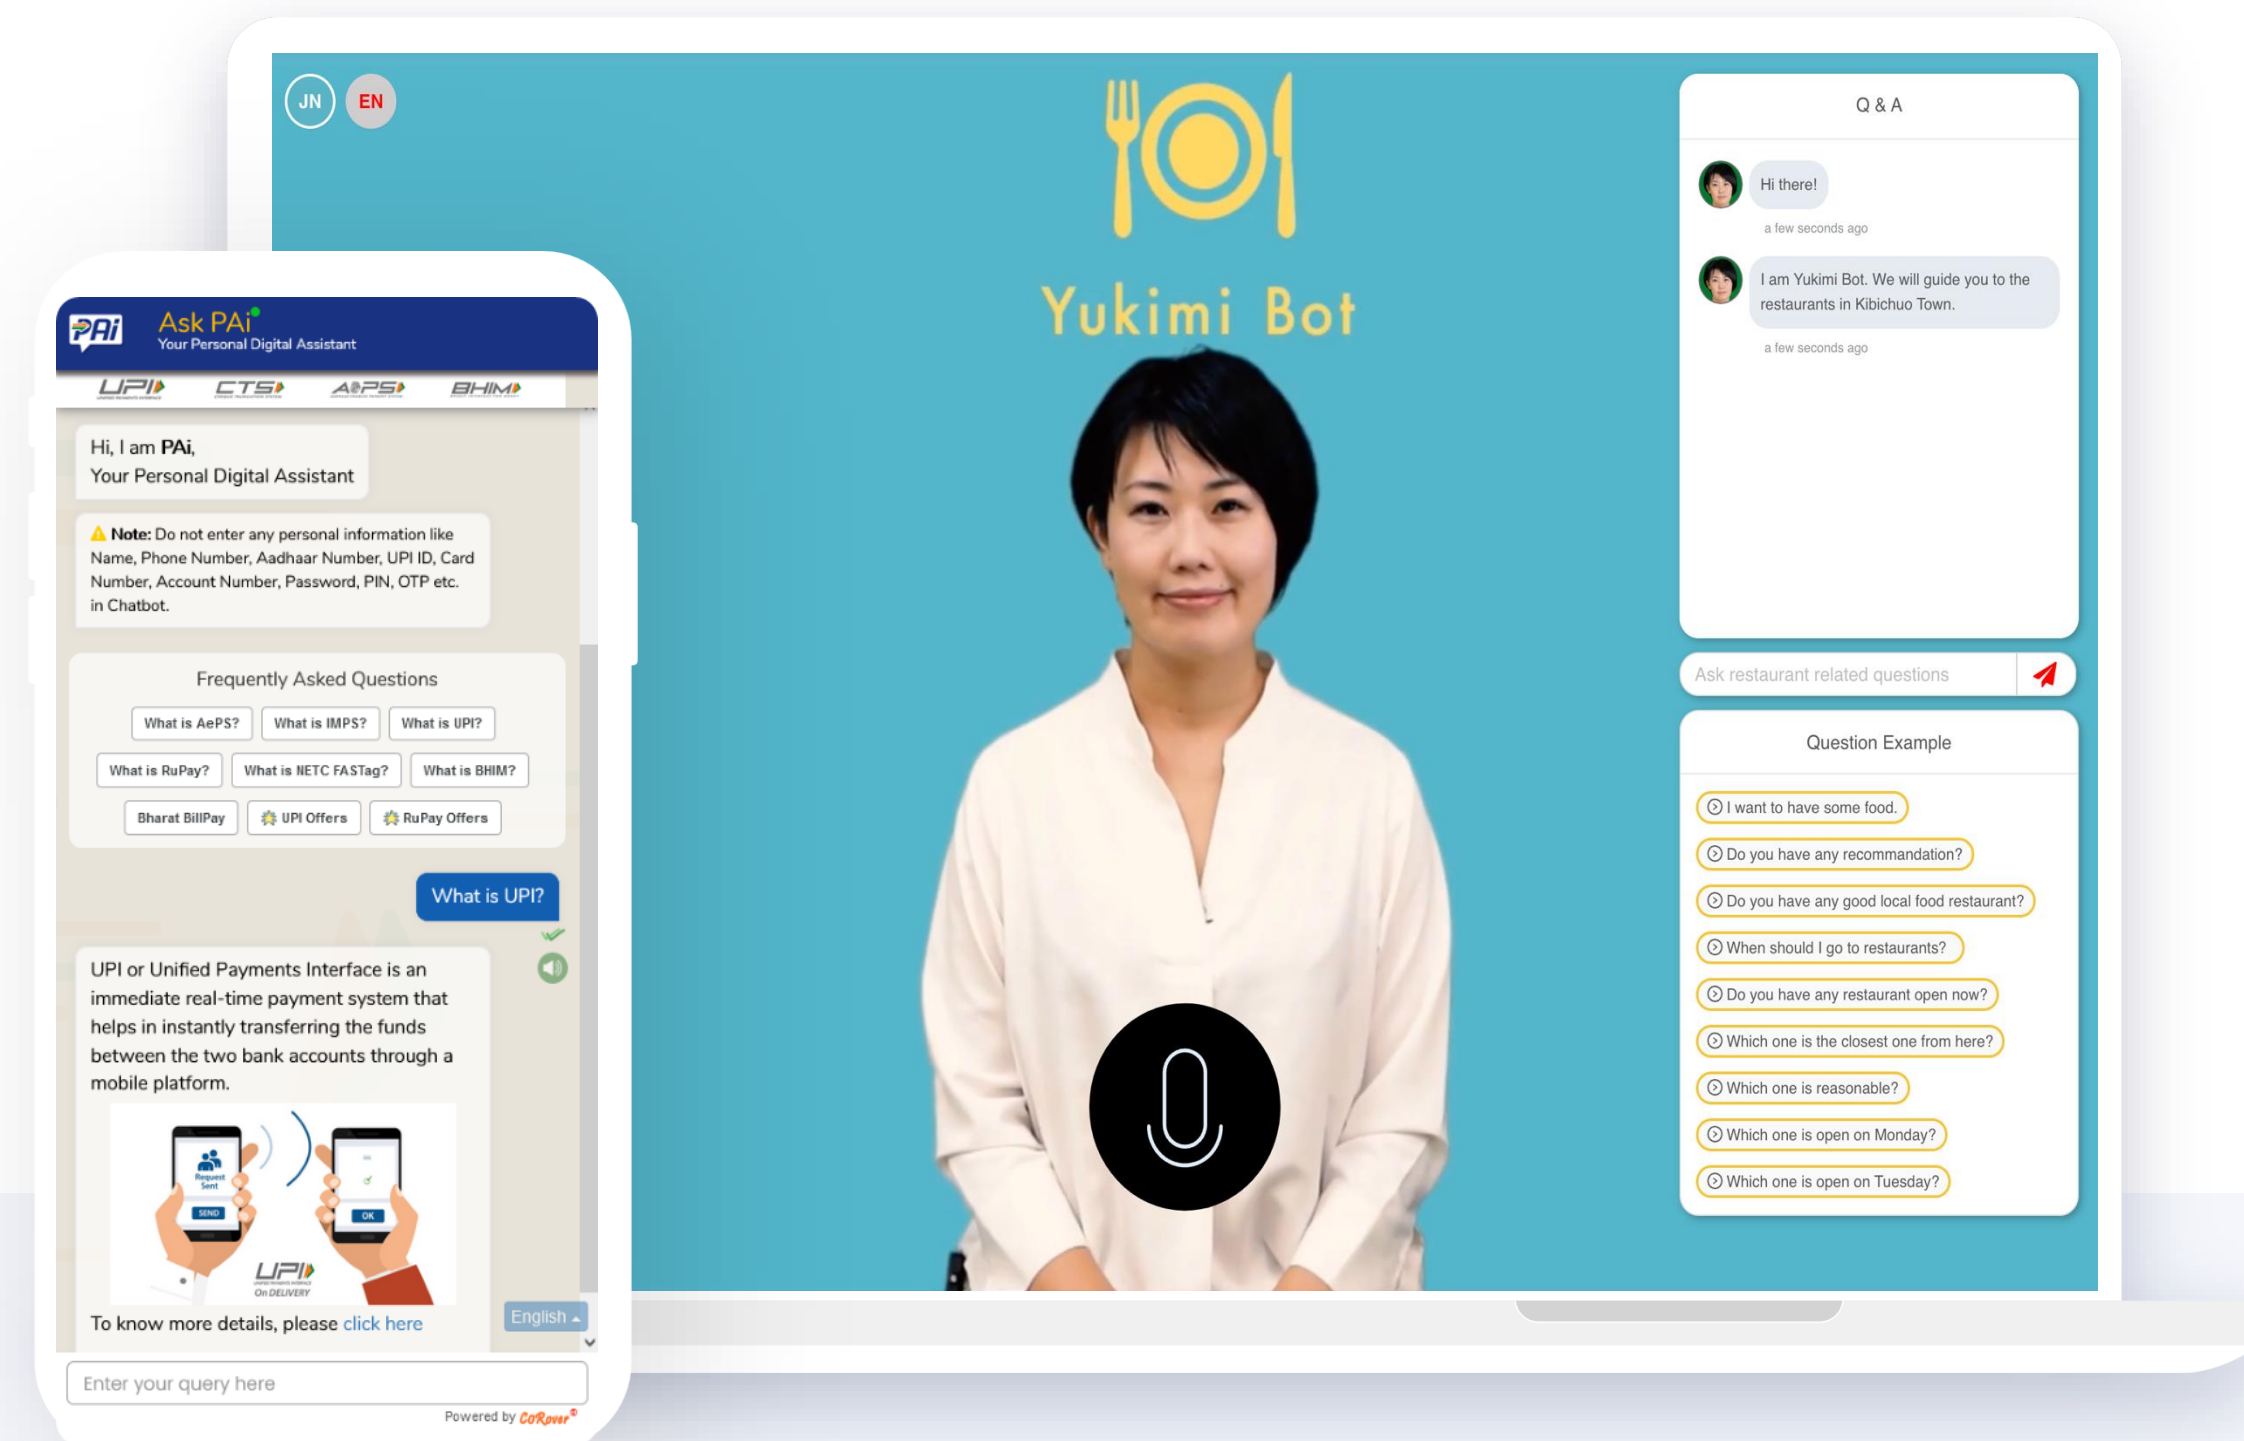 JN
EN
Yukimi Bot
Q & A
Hi there!
a few seconds ago
I am Yukimi Bot. We will guide you to the
restaurants in Kibichuo Town.
a few seconds ago
Ask restaurant related questions
Question Example
I want to have some food.
Do you have any recommandation?
Do you have any good local food restaurant?
When should I go to restaurants?
Do you have any restaurant open now?
Which one is the closest one from here?
Which one is reasonable?
Which one is open on Monday?
Which one is open on Tuesday?
PAi
Ask PAi
Your Personal Digital Assistant
UPI
CTS
AePS
BHIM
Hi, I am PAi,
Your Personal Digital Assistant
Note: Do not enter any personal information like
Name, Phone Number, Aadhaar Number, UPI ID, Card
Number, Account Number, Password, PIN, OTP etc.
in Chatbot.
Frequently Asked Questions
What is AePS?
What is IMPS?
What is UPI?
What is RuPay?
What is NETC FASTag?
What is BHIM?
Bharat BillPay
UPI Offers
RuPay Offers
What is UPI?
UPI or Unified Payments Interface is an
immediate real-time payment system that
helps in instantly transferring the funds
between the two bank accounts through a
mobile platform.
Request
Sent
SEND
OK
UPI
On DELIVERY
To know more details, please click here
English
Enter your query here
Powered by CoRover